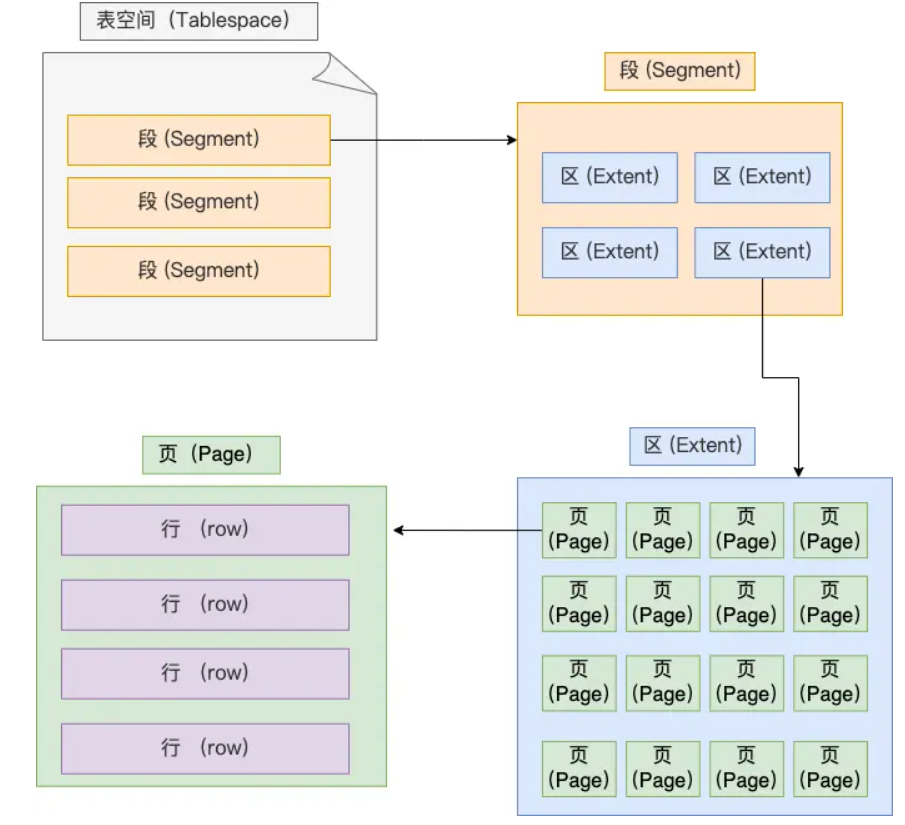 表空间（Tablespace）
段 (Segment)
段 (Segment)
段 (Segment)
段 (Segment)
区 (Extent)
区 (Extent)
区 (Extent)
区 (Extent)
页（Page）
行 （row）
行 （row）
行 （row）
行 （row）
区 (Extent)
页
(Page)
页
(Page)
页
(Page)
页
(Page)
页
(Page)
页
(Page)
页
(Page)
页
(Page)
页
(Page)
页
(Page)
页
(Page)
页
(Page)
页
(Page)
页
(Page)
页
(Page)
页
(Page)